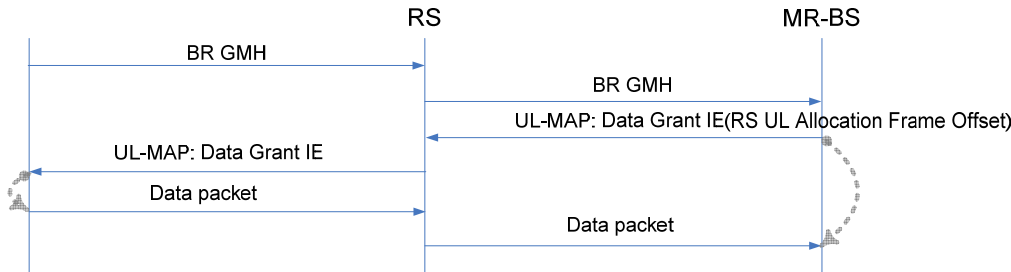 RS
MR-BS
BR GMH
BR GMH
UL-MAP: Data Grant IE(RS UL Allocation Frame Offset)
UL-MAP: Data Grant IE
Data packet
Data packet